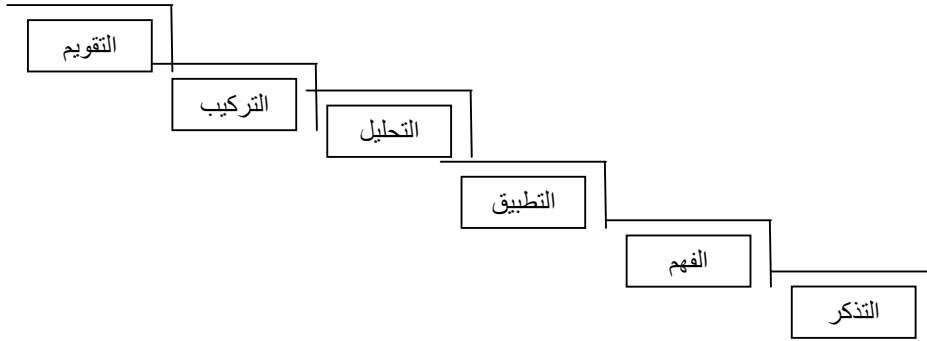 التقويم
التركيب
التحليل
التطبيق
الفهم
التذكر